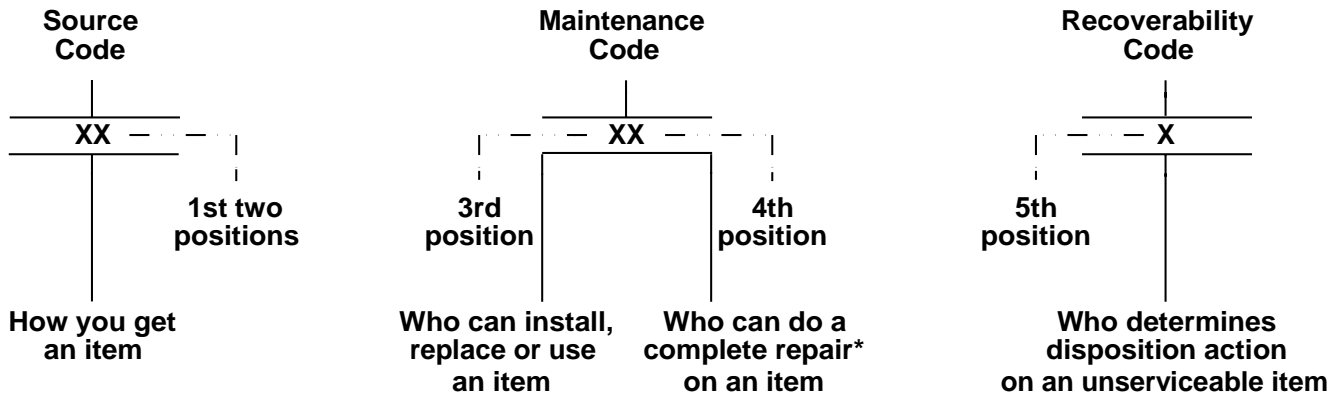 Source
Code
Maintenance
Code
Recoverability
Code
XX
XX
X
1st two
positions
3rd
position
4th
position
5th
position
How you get
an item
Who can install,
replace or use
an item
Who can do a
complete repair*
on an item
Who determines
disposition action
on an unserviceable item